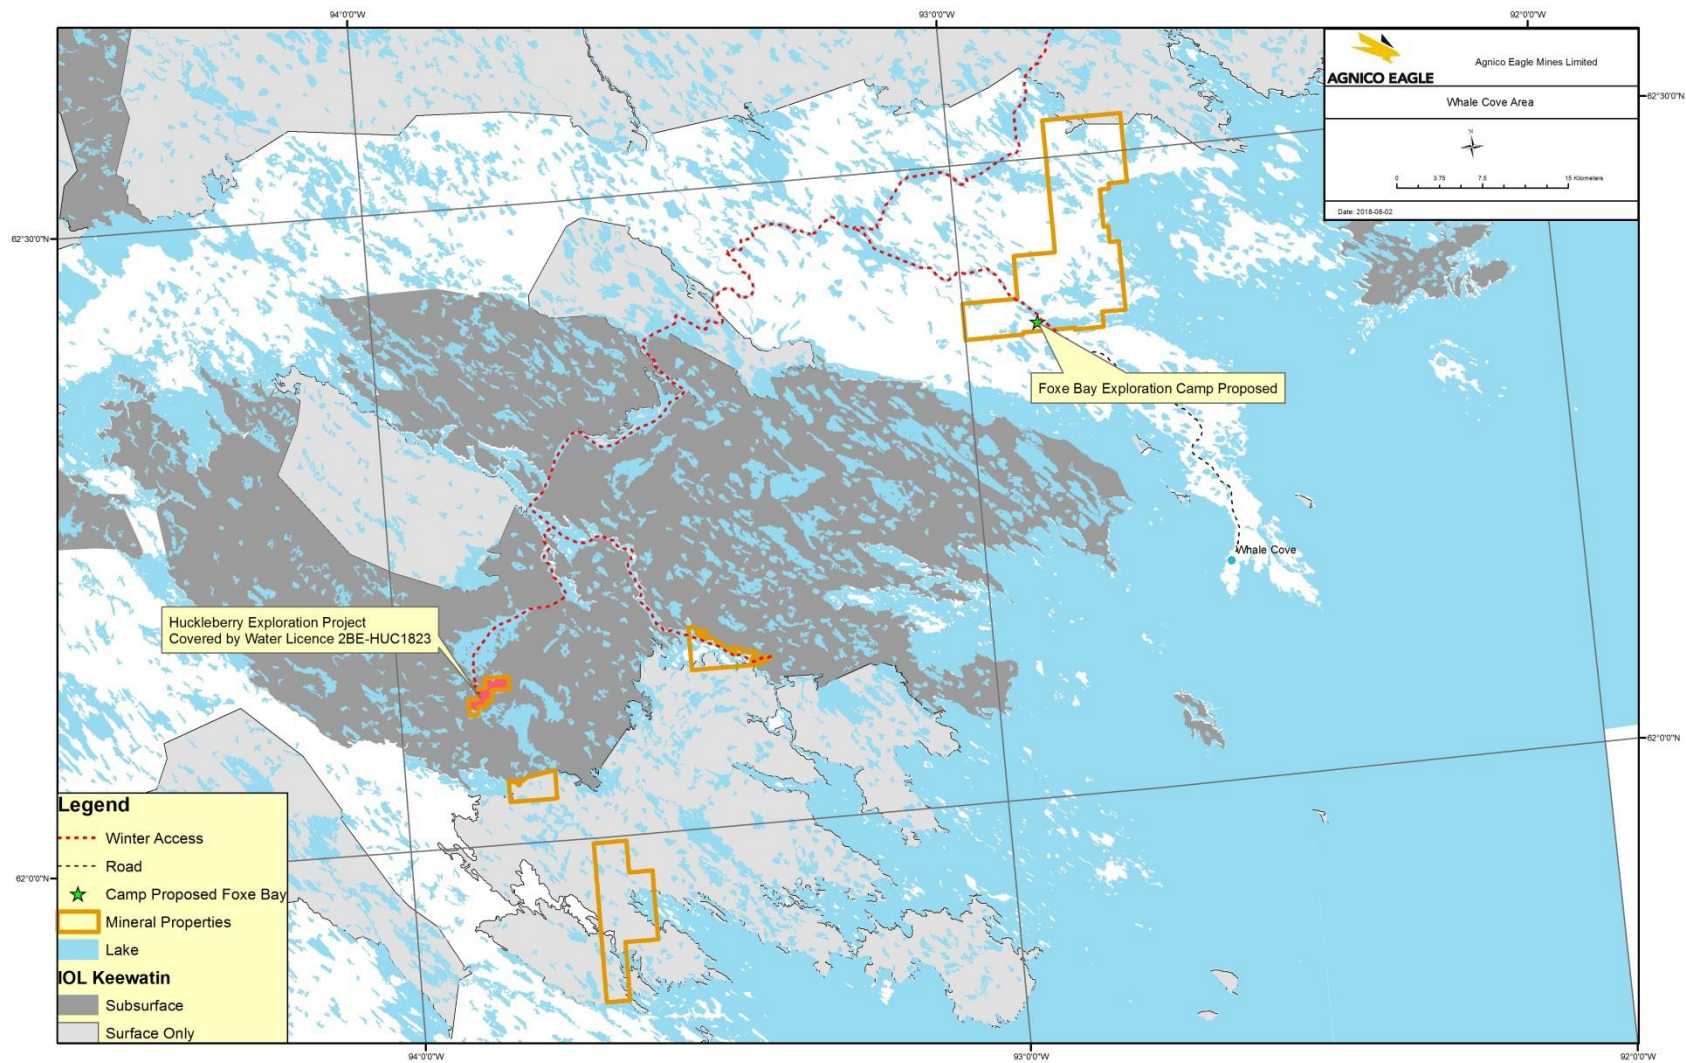 94°0'0"W
93°0'0"W
92°0'0"W
AGNICO EAGLE
Agnico Eagle Mines Limited
Whale Cove Area
N
0 3.75 7.5 15 Kilometers
Date: 2018-08-02
62°30'0"N
62°30'0"N
Foxe Bay Exploration Camp Proposed
Whale Cove
Huckleberry Exploration Project
Covered by Water Licence 2BE-HUC1823
62°0'0"N
62°0'0"N
Legend
Winter Access
Road
Camp Proposed Foxe Bay
Mineral Properties
Lake
IOL Keewatin
Subsurface
Surface Only
94°0'0"W
93°0'0"W
92°0'0"W